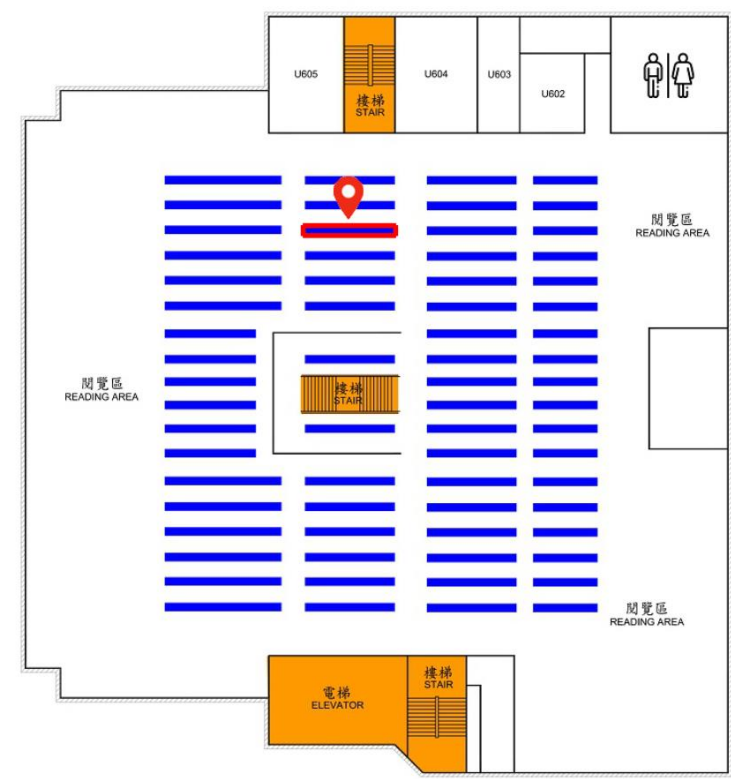 U605
樓梯
STAIR
U604
U603
U602
閱覽區
READING AREA
閱覽區
READING AREA
樓梯
STAIR
閱覽區
READING AREA
電梯
ELEVATOR
樓梯
STAIR